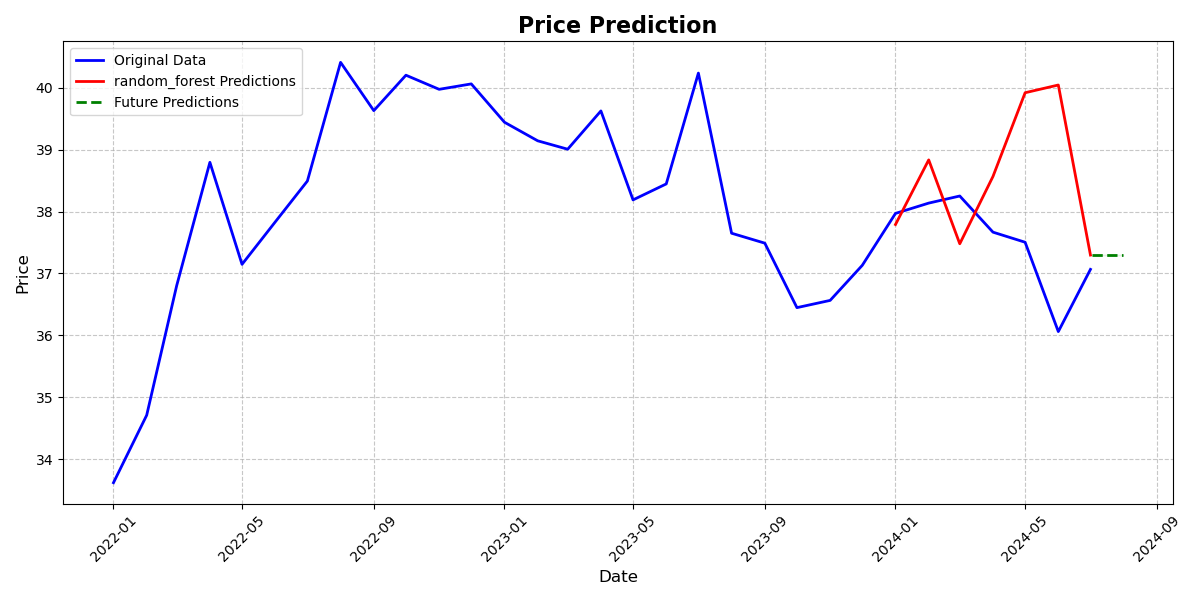 Price Prediction
Original Data
random_forest Predictions
Future Predictions
Price
40
39
38
37
36
35
34
2022-01
2022-05
2022-09
2023-01
2023-05
2023-09
2024-01
2024-05
2024-09
Date